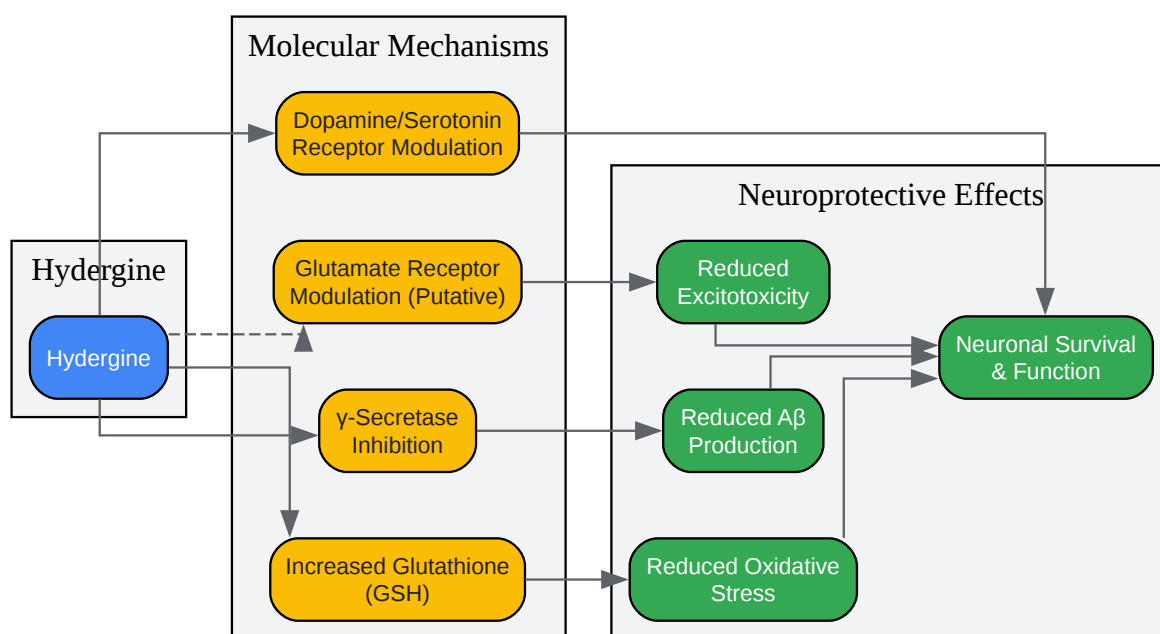 Molecular Mechanisms
Dopamine/Serotonin
Receptor Modulation
Neuroprotective Effects
Hydergine
Glutamate Receptor
Modulation (Putative)
Reduced
Excitotoxicity
Hydergine
Neuronal Survival
& Function
γ-Secretase
Inhibition
Reduced Aβ
Production
Increased Glutathione
(GSH)
Reduced Oxidative
Stress